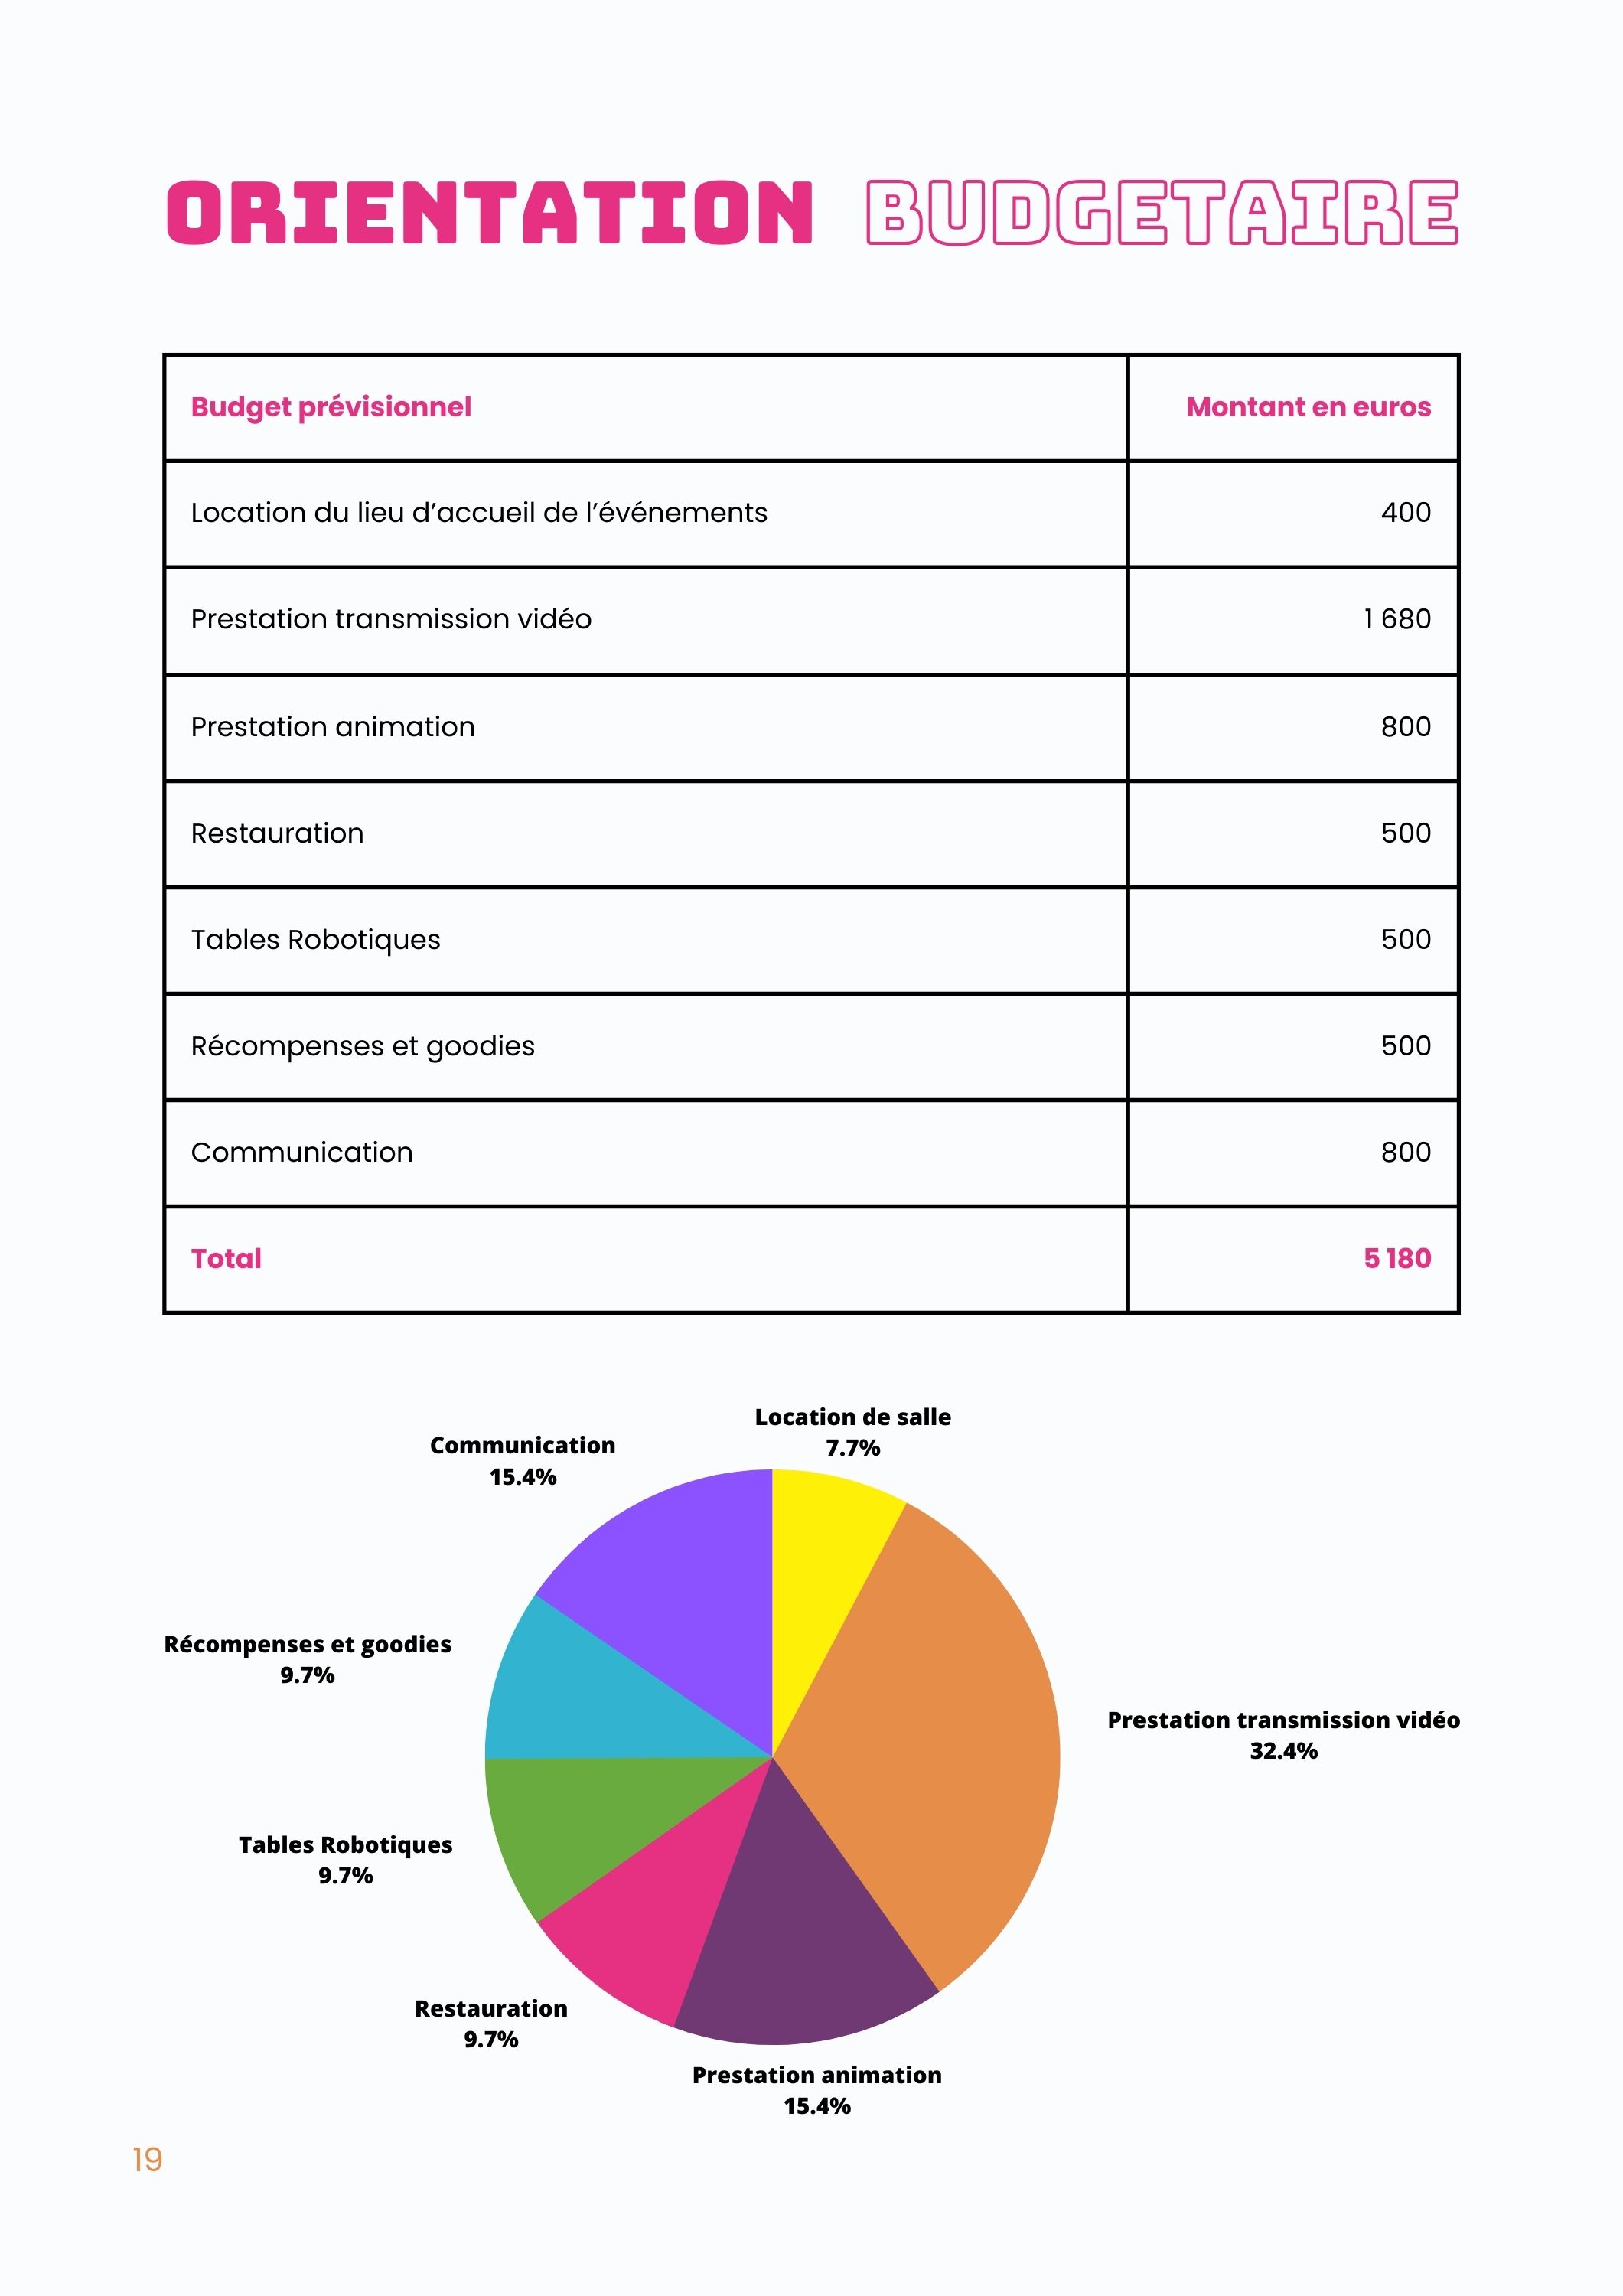 ORIENTATION BUDGETAIRE
Budget prévisionnel Montant en euros
Location du lieu d’accueil de l’événements 400
Prestation transmission vidéo 1 680
Prestation animation 800
Restauration 500
Tables Robotiques 500
Récompenses et goodies 500
Communication 800
Total 5 180
Location de salle
7.7%
Communication
15.4%
Récompenses et goodies
9.7%
Prestation transmission vidéo
32.4%
Tables Robotiques
9.7%
Restauration
9.7%
Prestation animation
15.4%
19